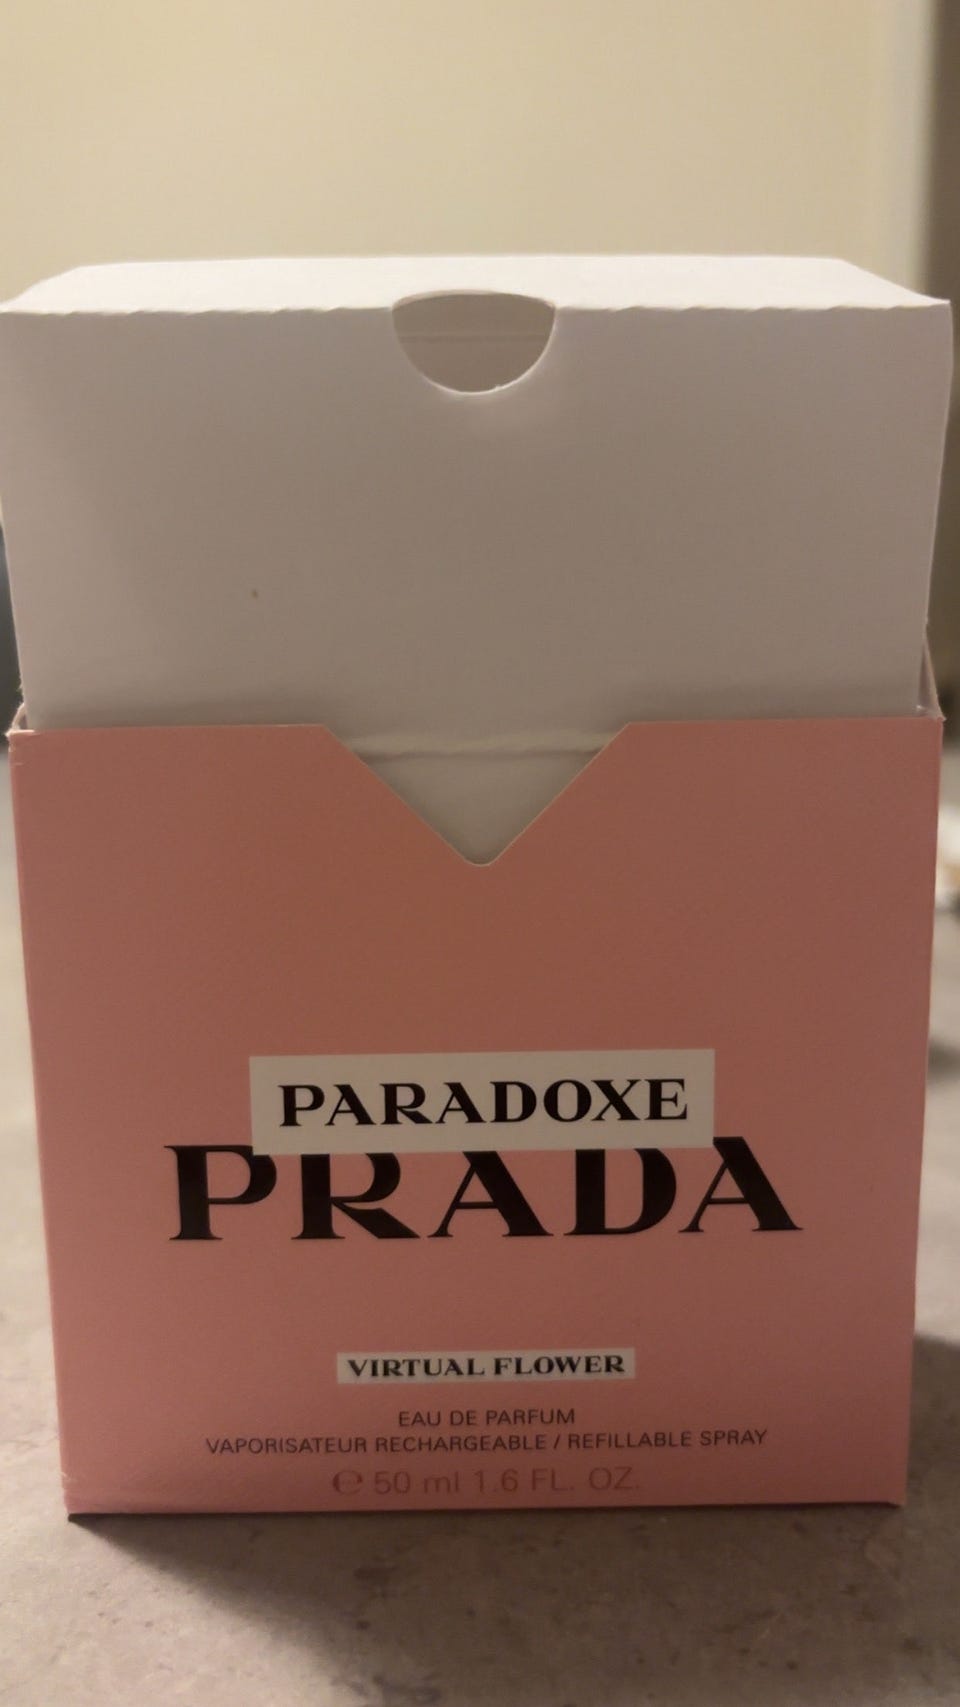 PARADOXE
PRADA
VIRTUAL FLOWER
EAU DE PARFUM
VAPORISATEUR RECHARGEABLE / REFILLABLE SPRAY
℮ 50 ml 1.6 FL. OZ.